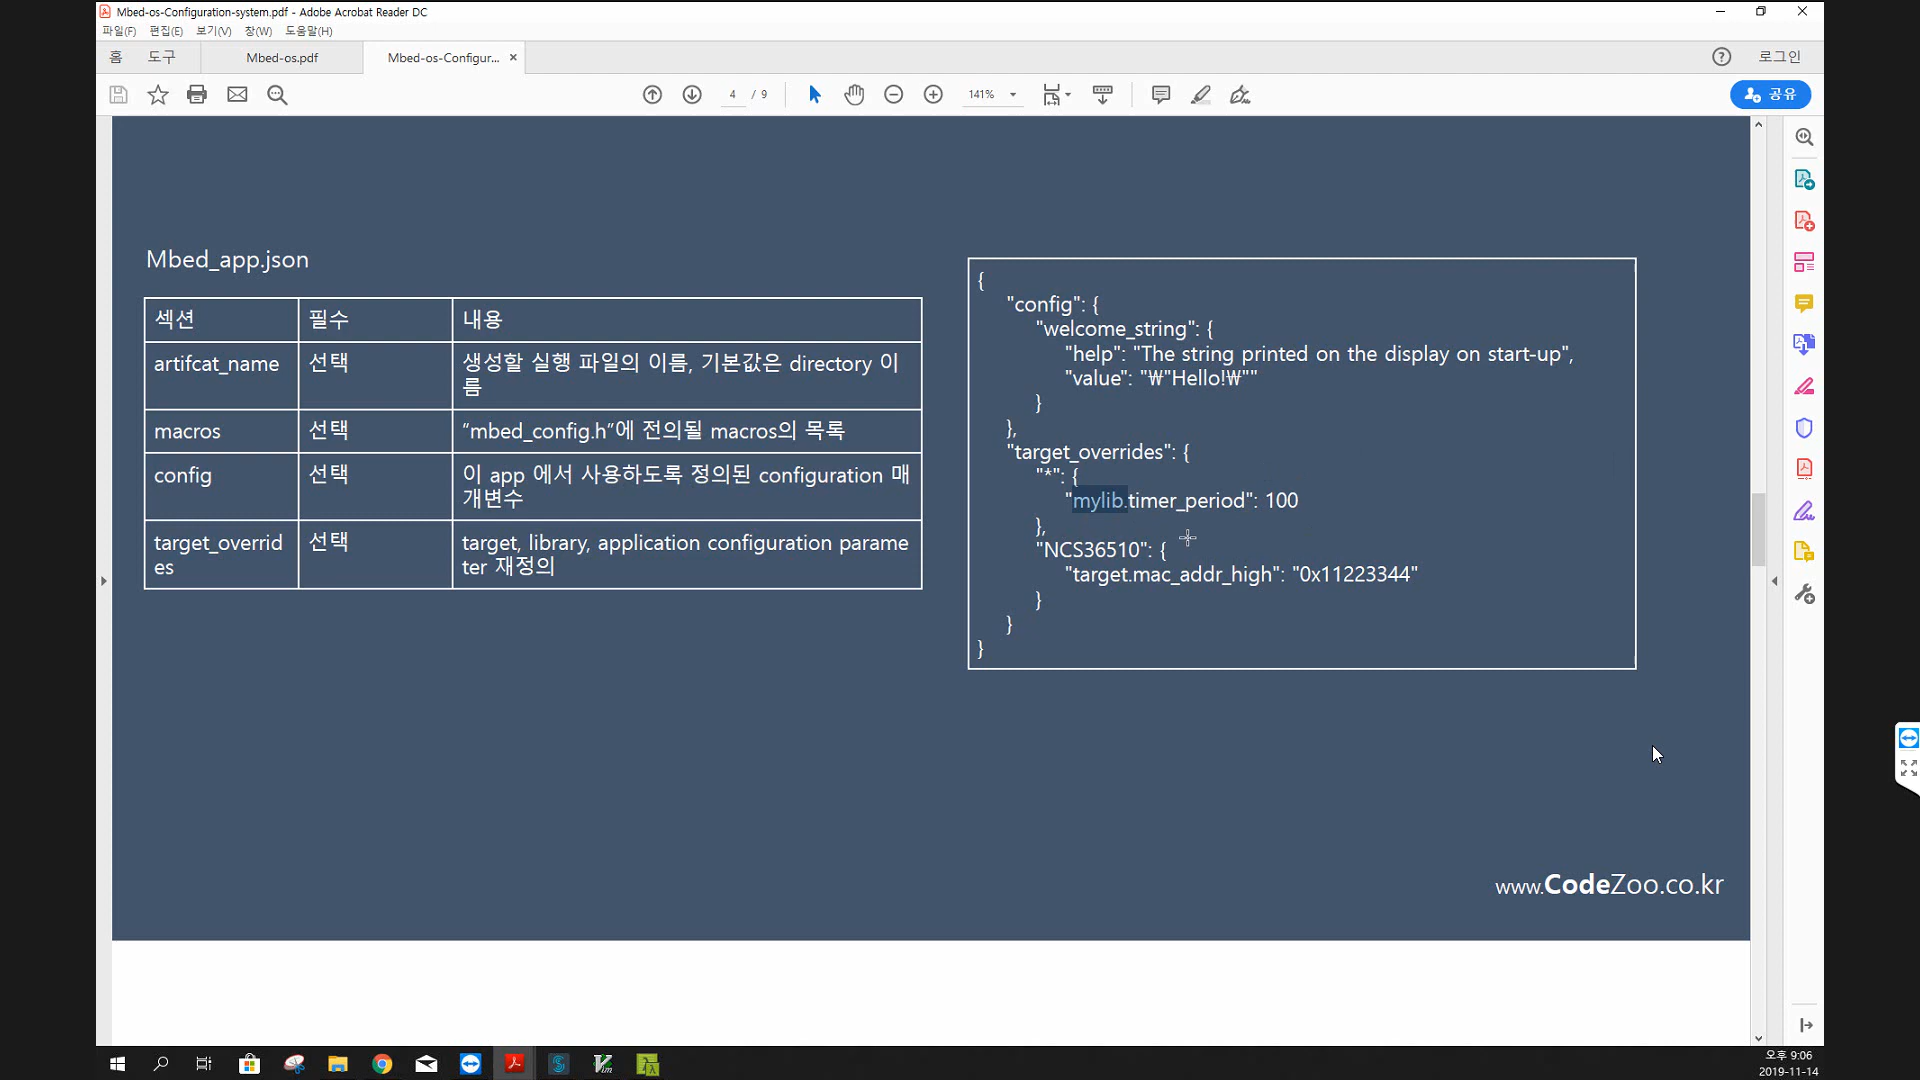 Mbed-os-Configuration-system.pdf - Adobe Acrobat Reader DC
파일(F) 편집(E) 보기(V) 창(W) 도움말(H)
홈 도구 Mbed-os.pdf Mbed-os-Configur... × 로그인
4 / 9 141% 공유
Mbed_app.json
섹션 필수 내용
artifcat_name 선택 생성할 실행 파일의 이름, 기본값은 directory 이
름
macros 선택 “mbed_config.h”에 전의될 macros의 목록
config 선택 이 app 에서 사용하도록 정의된 configuration 매
개변수
target_overrid 선택 target, library, application configuration parame
es ter 재정의
{
"config": {
"welcome_string": {
"help": "The string printed on the display on start-up",
"value": "₩"Hello!₩""
}
},
"target_overrides": {
"*": {
"mylib.timer_period": 100
},
"NCS36510": {
"target.mac_addr_high": "0x11223344"
}
}
}
www.CodeZoo.co.kr
오후 9:06
2019-11-14